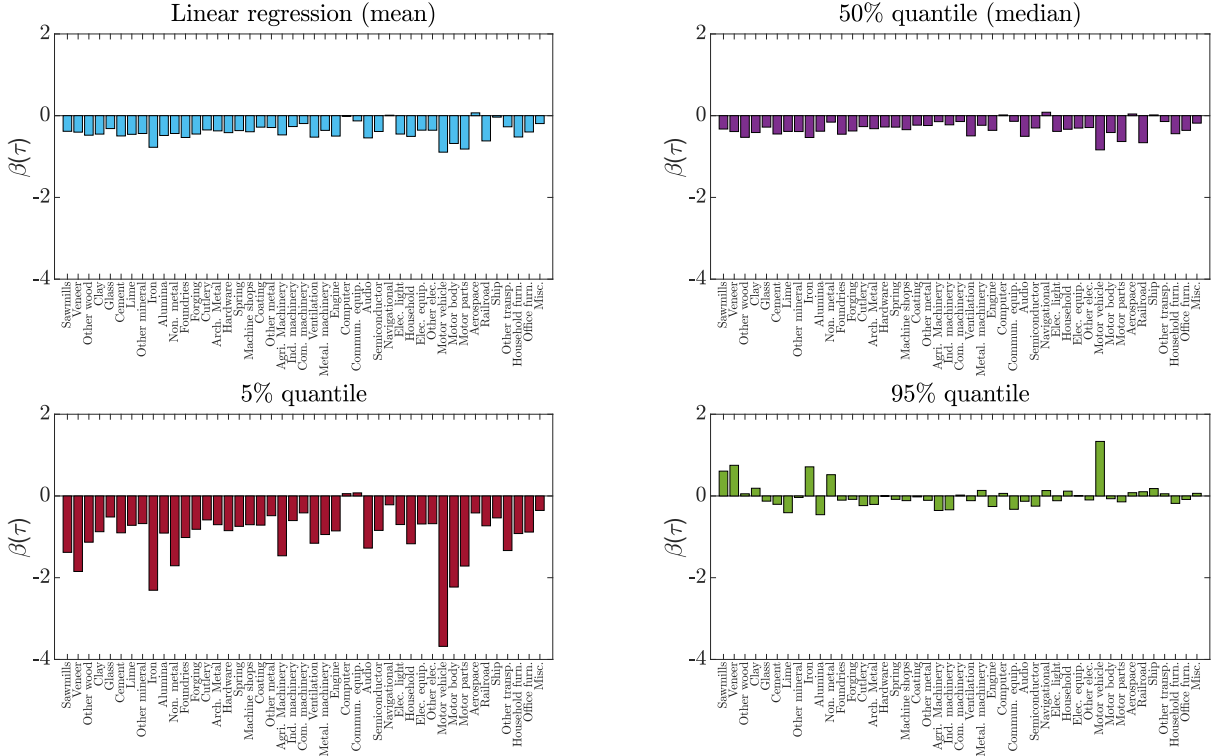 Linear regression (mean)
2
0
-2
-4
β(τ)
Sawmills
Veneer
Other wood
Clay
Glass
Cement
Lime
Other mineral
Iron
Alumina
Non. metal
Foundries
Forging
Cutlery
Arch. Metal
Hardware
Spring
Machine shops
Coating
Other metal
Agri. Machinery
Ind. machinery
Com. machinery
Ventilation
Metal. machinery
Engine
Computer
Commun. equip.
Audio
Semiconductor
Navigational
Elec. light
Household
Elec. equip.
Other elec.
Motor vehicle
Motor body
Motor parts
Aerospace
Railroad
Ship
Other transp.
Household furn.
Office furn.
Misc.
50% quantile (median)
2
0
-2
-4
β(τ)
Sawmills
Veneer
Other wood
Clay
Glass
Cement
Lime
Other mineral
Iron
Alumina
Non. metal
Foundries
Forging
Cutlery
Arch. Metal
Hardware
Spring
Machine shops
Coating
Other metal
Agri. Machinery
Ind. machinery
Com. machinery
Ventilation
Metal. machinery
Engine
Computer
Commun. equip.
Audio
Semiconductor
Navigational
Elec. light
Household
Elec. equip.
Other elec.
Motor vehicle
Motor body
Motor parts
Aerospace
Railroad
Ship
Other transp.
Household furn.
Office furn.
Misc.
5% quantile
2
0
-2
-4
β(τ)
Sawmills
Veneer
Other wood
Clay
Glass
Cement
Lime
Other mineral
Iron
Alumina
Non. metal
Foundries
Forging
Cutlery
Arch. Metal
Hardware
Spring
Machine shops
Coating
Other metal
Agri. Machinery
Ind. machinery
Com. machinery
Ventilation
Metal. machinery
Engine
Computer
Commun. equip.
Audio
Semiconductor
Navigational
Elec. light
Household
Elec. equip.
Other elec.
Motor vehicle
Motor body
Motor parts
Aerospace
Railroad
Ship
Other transp.
Household furn.
Office furn.
Misc.
95% quantile
2
0
-2
-4
β(τ)
Sawmills
Veneer
Other wood
Clay
Glass
Cement
Lime
Other mineral
Iron
Alumina
Non. metal
Foundries
Forging
Cutlery
Arch. Metal
Hardware
Spring
Machine shops
Coating
Other metal
Agri. Machinery
Ind. machinery
Com. machinery
Ventilation
Metal. machinery
Engine
Computer
Commun. equip.
Audio
Semiconductor
Navigational
Elec. light
Household
Elec. equip.
Other elec.
Motor vehicle
Motor body
Motor parts
Aerospace
Railroad
Ship
Other transp.
Household furn.
Office furn.
Misc.